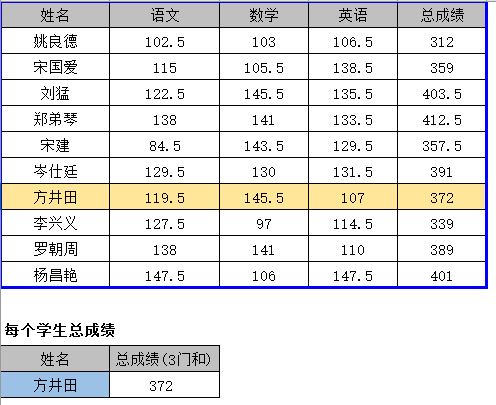 姓名 语文 数学 英语 总成绩
姚良德 102.5 103 106.5 312
宋国爱 115 105.5 138.5 359
刘猛 122.5 145.5 135.5 403.5
郑弟琴 138 141 133.5 412.5
宋建 84.5 143.5 129.5 357.5
岑仕廷 129.5 130 131.5 391
方井田 119.5 145.5 107 372
李兴义 127.5 97 114.5 339
罗朝周 138 141 110 389
杨昌艳 147.5 106 147.5 401
每个学生总成绩
姓名 总成绩(3门和)
方井田 372